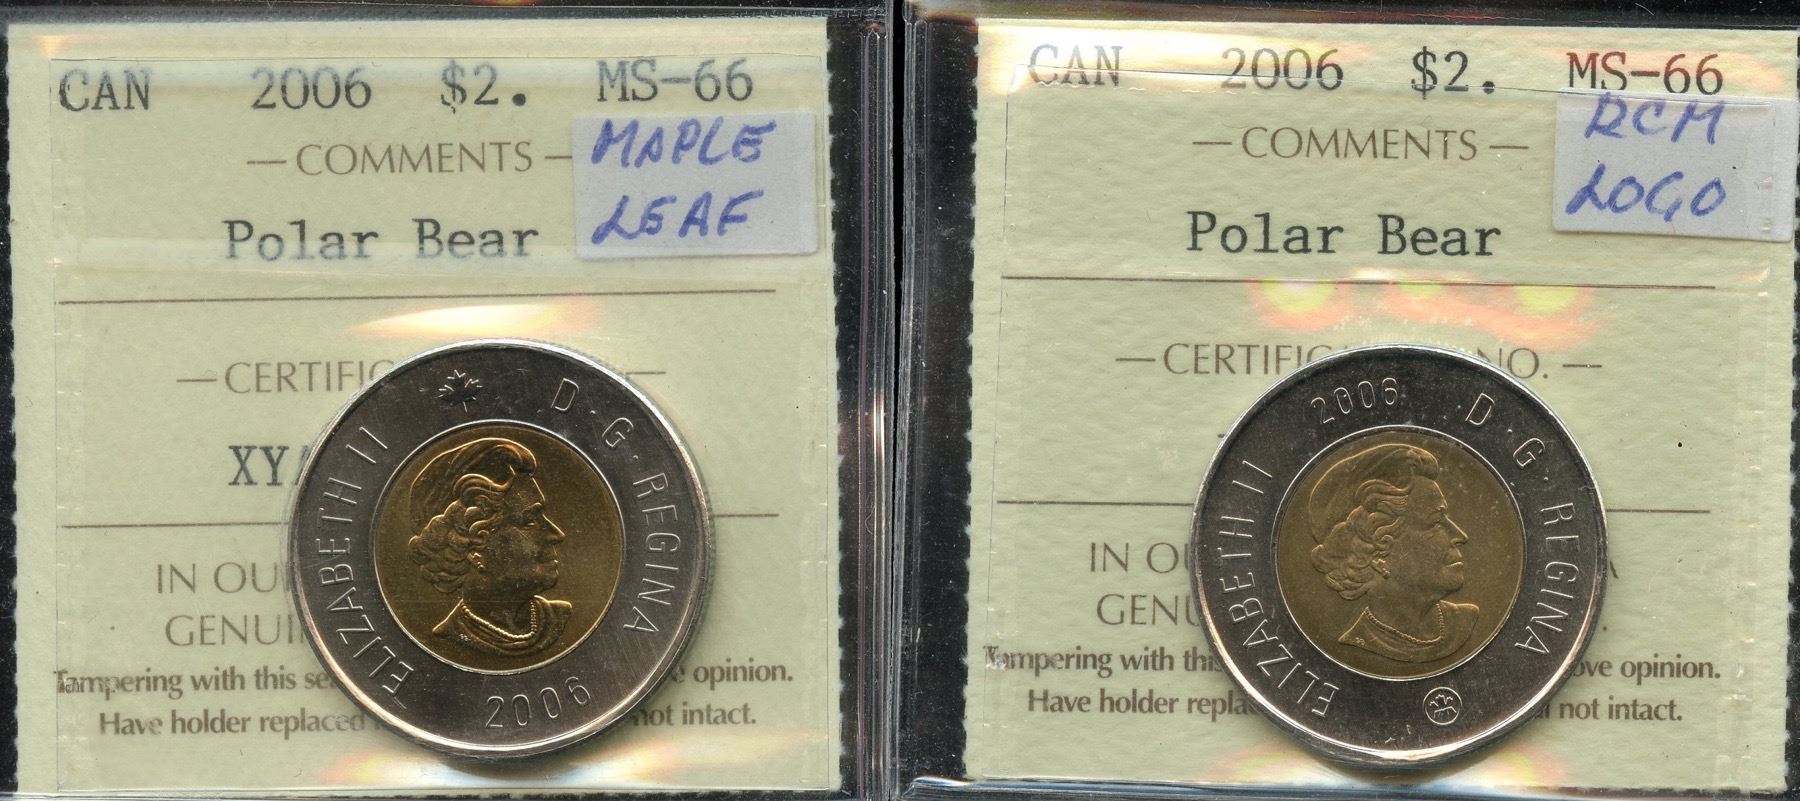 CAN 2006 $2. MS-66
MAPLE
LEAF
— COMMENTS —
Polar Bear
— CERTIFIC
XY
IN OU
GENUI
Tampering with this se
opinion.
Have holder replaced
not intact.
ELIZABETH II D·G·REGINA
2006
CAN 2006 $2. MS-66
RCM
LOGO
— COMMENTS —
Polar Bear
— CERTIFIC NO. —
IN OU
GENU
Tampering with this
ove opinion.
Have holder repla
not intact.
ELIZABETH II 2006 D·G·REGINA